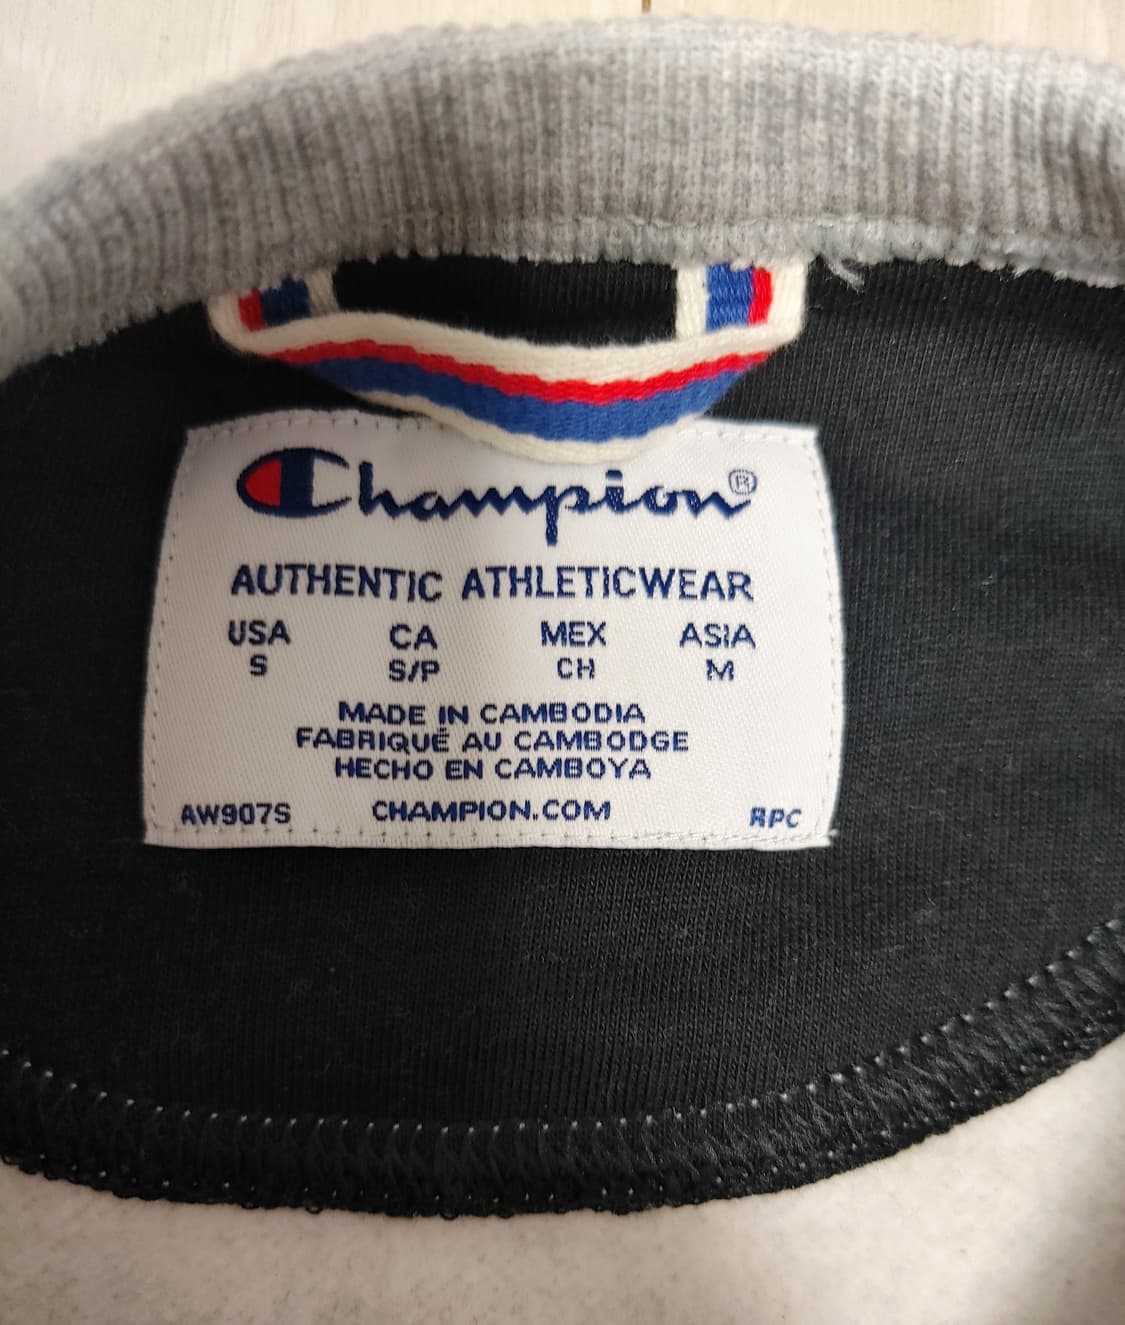 Champion®
AUTHENTIC ATHLETICWEAR
USA CA MEX ASIA
S S/P CH M
MADE IN CAMBODIA
FABRIQUÉ AU CAMBODGE
HECHO EN CAMBOYA
AW907S CHAMPION.COM RPC